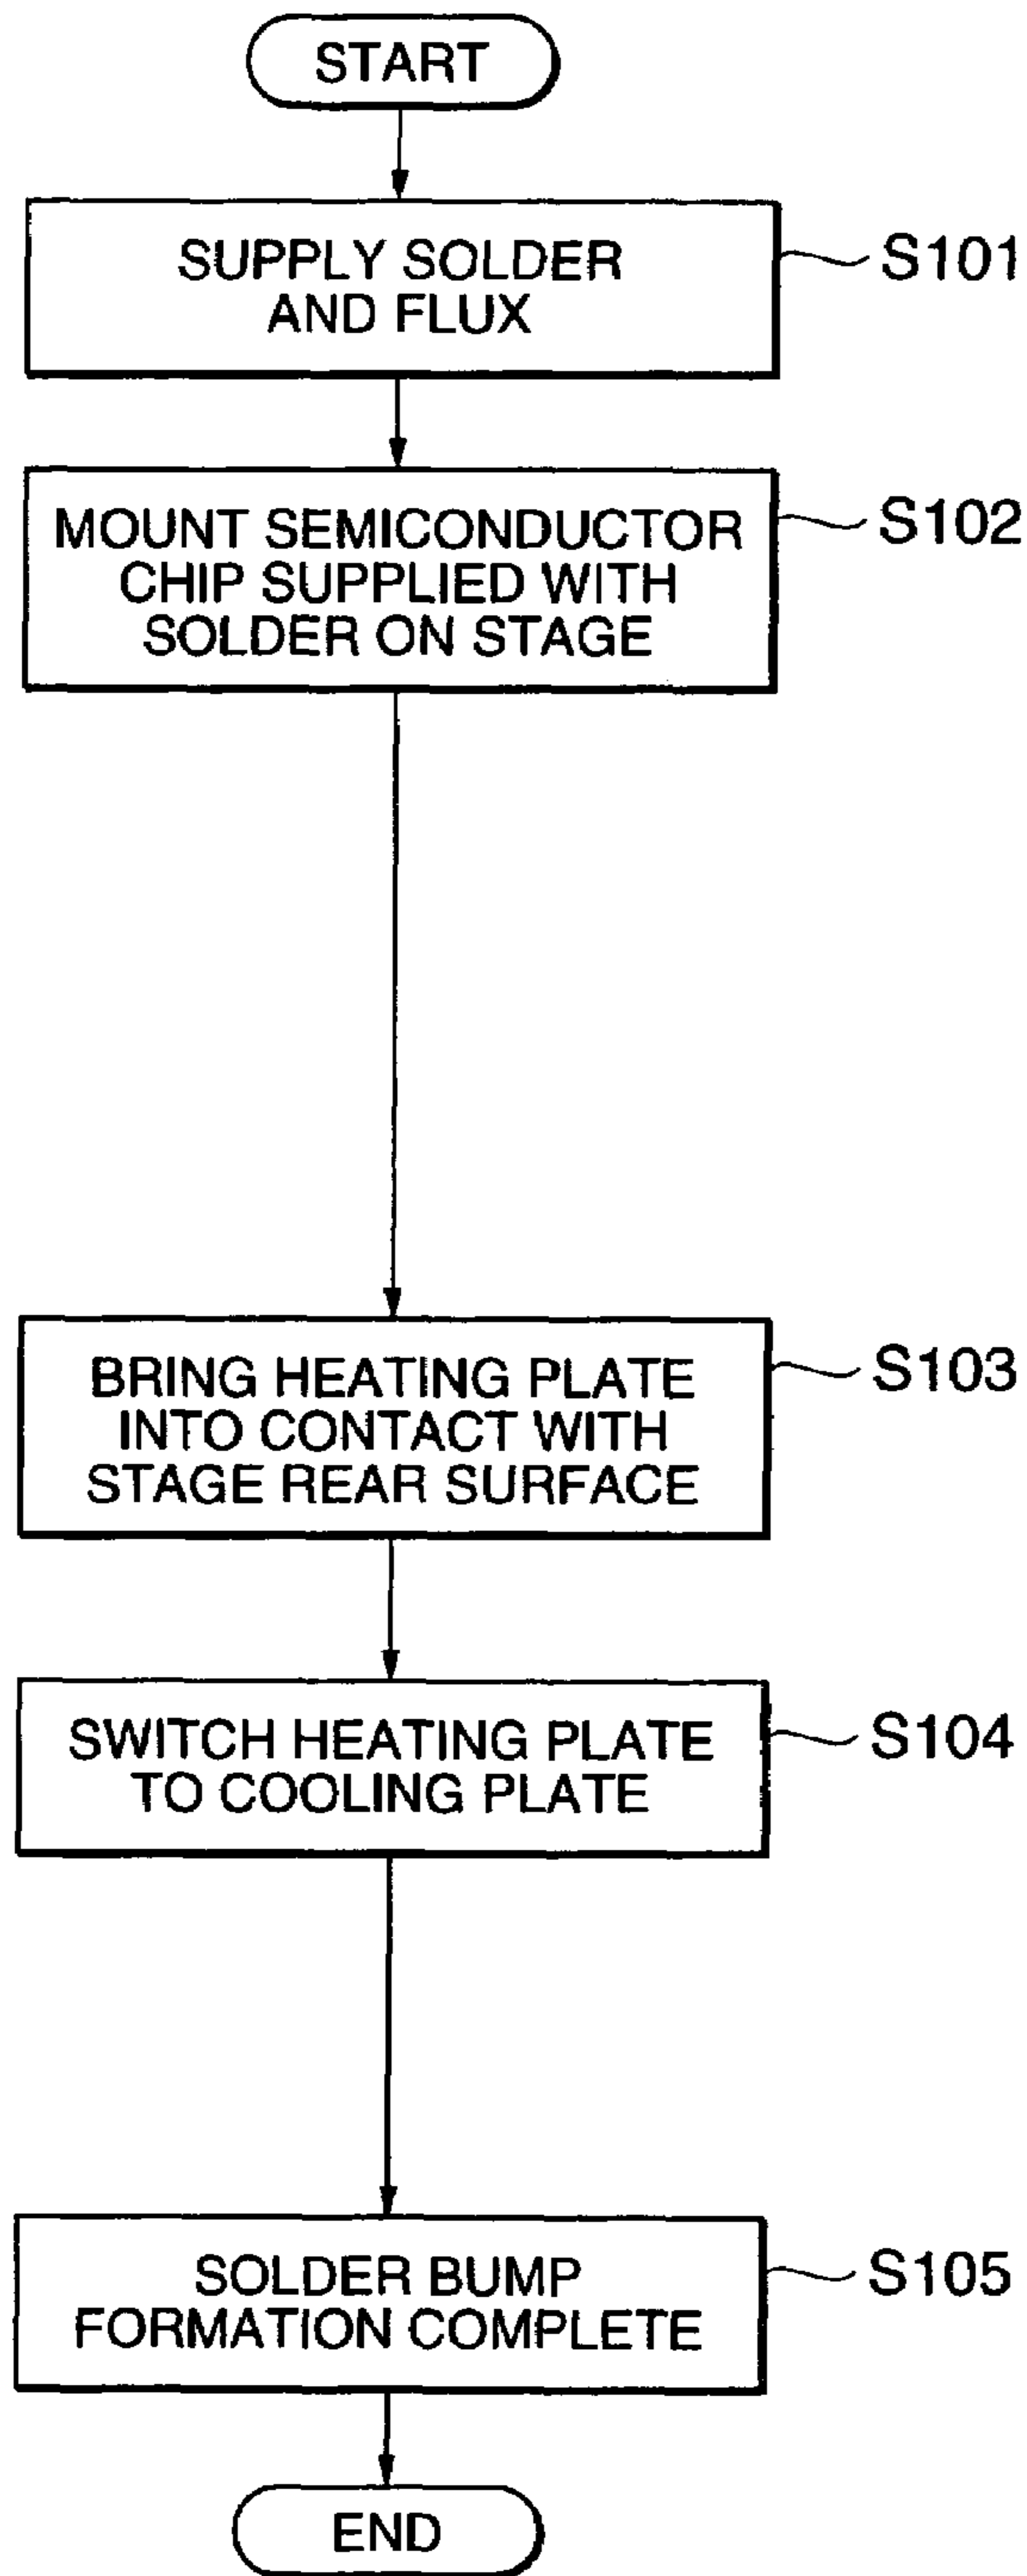 START
SUPPLY SOLDER
AND FLUX
S101
MOUNT SEMICONDUCTOR
CHIP SUPPLIED WITH
SOLDER ON STAGE
S102
BRING HEATING PLATE
INTO CONTACT WITH
STAGE REAR SURFACE
S103
SWITCH HEATING PLATE
TO COOLING PLATE
S104
SOLDER BUMP
FORMATION COMPLETE
S105
END